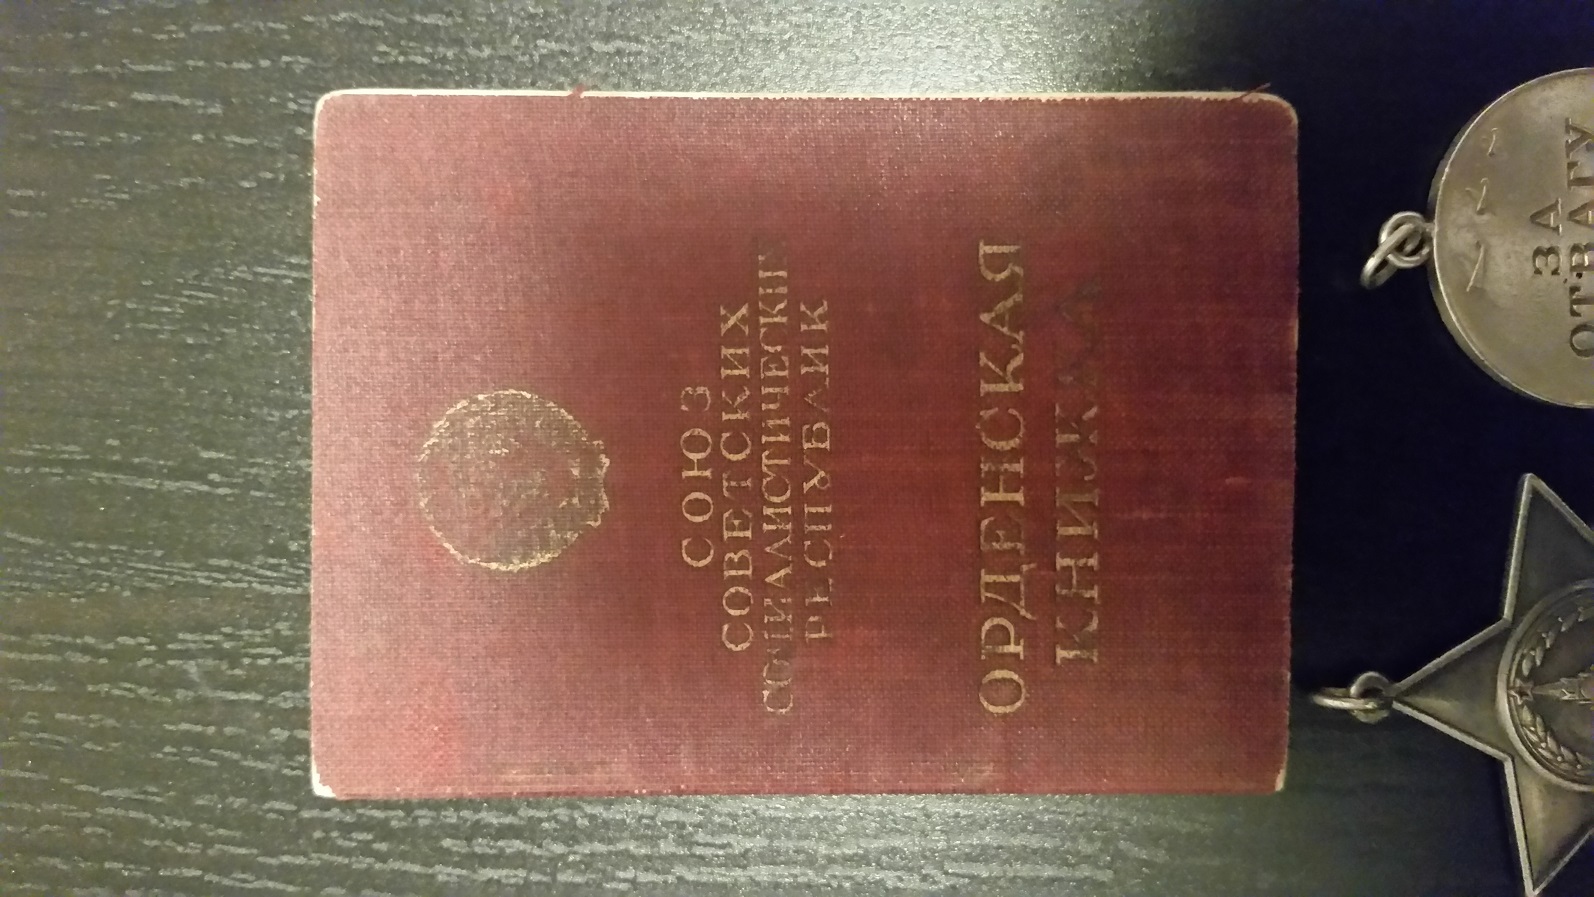 СОЮЗ
СОВЕТСКИХ
СОЦИАЛИСТИЧЕСКИХ
РЕСПУБЛИК
ОРДЕНСКАЯ
КНИЖКА
ЗА
ОТВАГУ